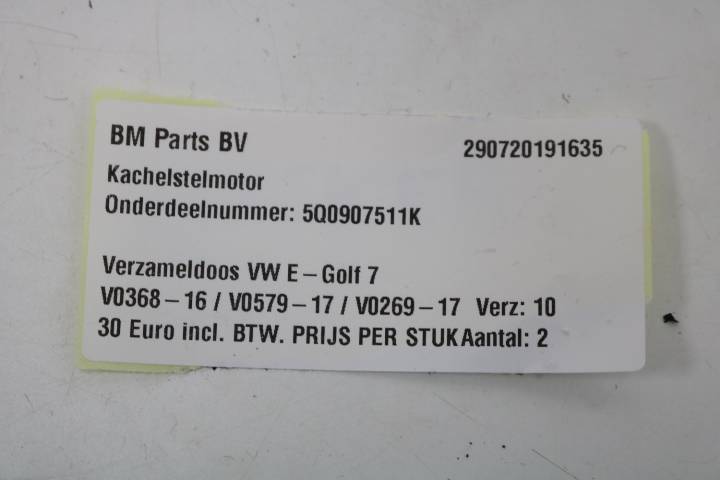 BM Parts BV 290720191635
Kachelstelmotor
Onderdeelnummer: 5Q0907511K
Verzameldoos VW E-Golf 7
V0368-16 / V0579-17 / V0269-17 Verz: 10
30 Euro incl. BTW. PRIJS PER STUKAantal: 2